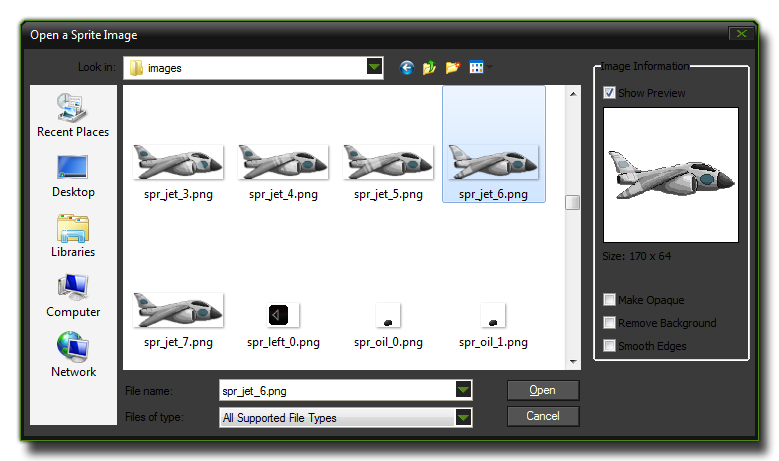 Open a Sprite Image
Look in:
images
Recent Places
Desktop
Libraries
Computer
Network
spr_jet_3.png
spr_jet_4.png
spr_jet_5.png
spr_jet_6.png
spr_jet_7.png
spr_left_0.png
spr_oil_0.png
spr_oil_1.png
File name:
spr_jet_6.png
Open
Files of type:
All Supported File Types
Cancel
Image Information
Show Preview
Size: 170 x 64
Make Opaque
Remove Background
Smooth Edges